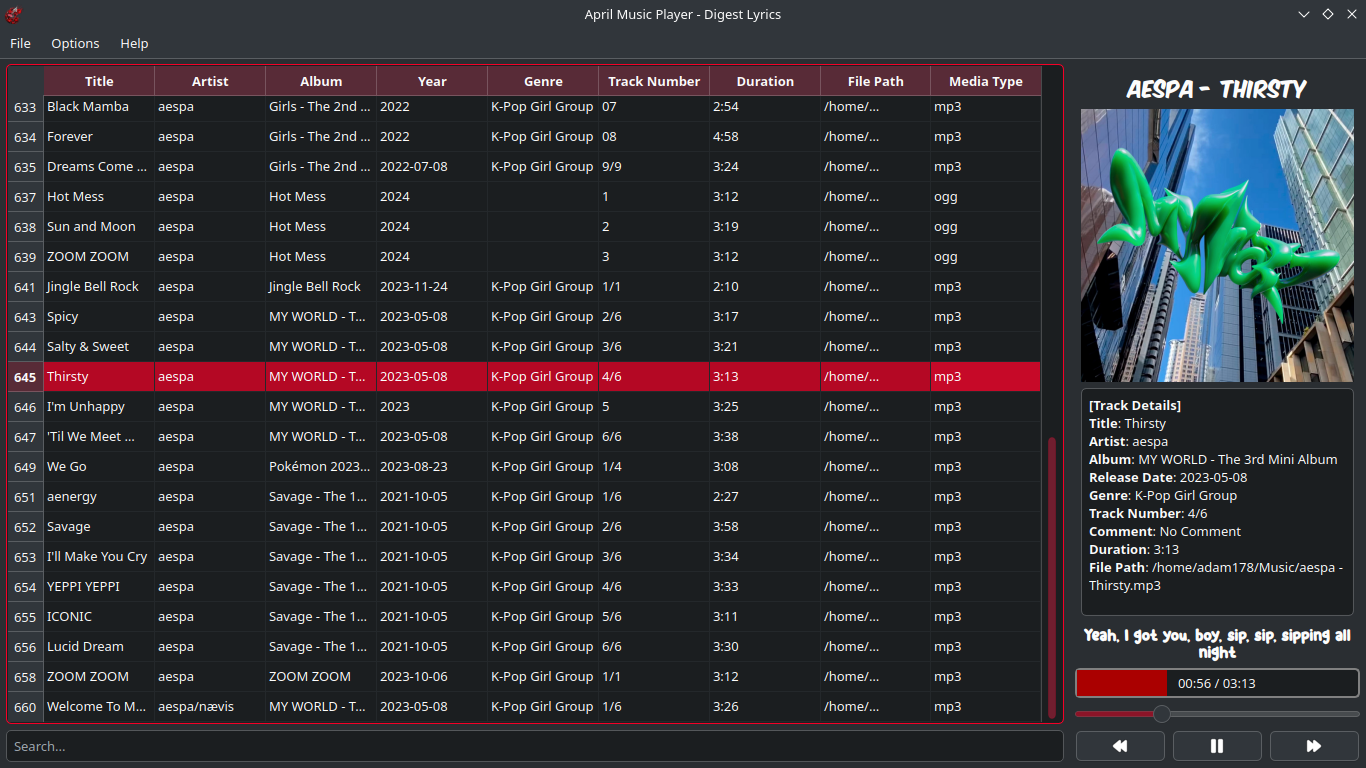 April Music Player - Digest Lyrics
File Options Help
Title Artist Album Year Genre Track Number Duration File Path Media Type
633 Black Mamba aespa Girls - The 2nd ... 2022 K-Pop Girl Group 07 2:54 /home/... mp3
634 Forever aespa Girls - The 2nd ... 2022 K-Pop Girl Group 08 4:58 /home/... mp3
635 Dreams Come ... aespa Girls - The 2nd ... 2022-07-08 K-Pop Girl Group 9/9 3:24 /home/... mp3
637 Hot Mess aespa Hot Mess 2024 1 3:12 /home/... ogg
638 Sun and Moon aespa Hot Mess 2024 2 3:19 /home/... ogg
639 ZOOM ZOOM aespa Hot Mess 2024 3 3:12 /home/... ogg
641 Jingle Bell Rock aespa Jingle Bell Rock 2023-11-24 K-Pop Girl Group 1/1 2:10 /home/... mp3
643 Spicy aespa MY WORLD - T... 2023-05-08 K-Pop Girl Group 2/6 3:17 /home/... mp3
644 Salty & Sweet aespa MY WORLD - T... 2023-05-08 K-Pop Girl Group 3/6 3:21 /home/... mp3
645 Thirsty aespa MY WORLD - T... 2023-05-08 K-Pop Girl Group 4/6 3:13 /home/... mp3
646 I'm Unhappy aespa MY WORLD - T... 2023 K-Pop Girl Group 5 3:25 /home/... mp3
647 'Til We Meet ... aespa MY WORLD - T... 2023-05-08 K-Pop Girl Group 6/6 3:38 /home/... mp3
649 We Go aespa Pokémon 2023... 2023-08-23 K-Pop Girl Group 1/4 3:08 /home/... mp3
651 aenergy aespa Savage - The 1... 2021-10-05 K-Pop Girl Group 1/6 2:27 /home/... mp3
652 Savage aespa Savage - The 1... 2021-10-05 K-Pop Girl Group 2/6 3:58 /home/... mp3
653 I'll Make You Cry aespa Savage - The 1... 2021-10-05 K-Pop Girl Group 3/6 3:34 /home/... mp3
654 YEPPI YEPPI aespa Savage - The 1... 2021-10-05 K-Pop Girl Group 4/6 3:33 /home/... mp3
655 ICONIC aespa Savage - The 1... 2021-10-05 K-Pop Girl Group 5/6 3:11 /home/... mp3
656 Lucid Dream aespa Savage - The 1... 2021-10-05 K-Pop Girl Group 6/6 3:30 /home/... mp3
658 ZOOM ZOOM aespa ZOOM ZOOM 2023-10-06 K-Pop Girl Group 1/1 3:12 /home/... mp3
660 Welcome To M... aespa/nævis MY WORLD - T... 2023-05-08 K-Pop Girl Group 1/6 3:26 /home/... mp3
Search...
AESPA - THIRSTY
[Track Details]
Title: Thirsty
Artist: aespa
Album: MY WORLD - The 3rd Mini Album
Release Date: 2023-05-08
Genre: K-Pop Girl Group
Track Number: 4/6
Comment: No Comment
Duration: 3:13
File Path: /home/adam178/Music/aespa -
Thirsty.mp3
Yeah, I got you, boy, sip, sip, sipping all
night
00:56 / 03:13